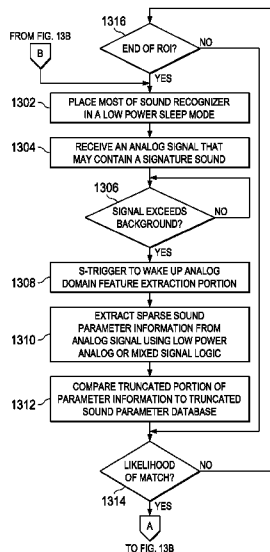 FROM FIG. 13B
B
1316
END OF ROI?
NO
YES
1302
PLACE MOST OF SOUND RECOGNIZER
IN A LOW POWER SLEEP MODE
1304
RECEIVE AN ANALOG SIGNAL THAT
MAY CONTAIN A SIGNATURE SOUND
1306
SIGNAL EXCEEDS
BACKGROUND?
NO
YES
1308
S-TRIGGER TO WAKE UP ANALOG
DOMAIN FEATURE EXTRACTION PORTION
1310
EXTRACT SPARSE SOUND
PARAMETER INFORMATION FROM
ANALOG SIGNAL USING LOW POWER
ANALOG OR MIXED SIGNAL LOGIC
1312
COMPARE TRUNCATED PORTION OF
PARAMETER INFORMATION TO TRUNCATED
SOUND PARAMETER DATABASE
LIKELIHOOD
OF MATCH?
NO
1314
YES
A
TO FIG. 13B